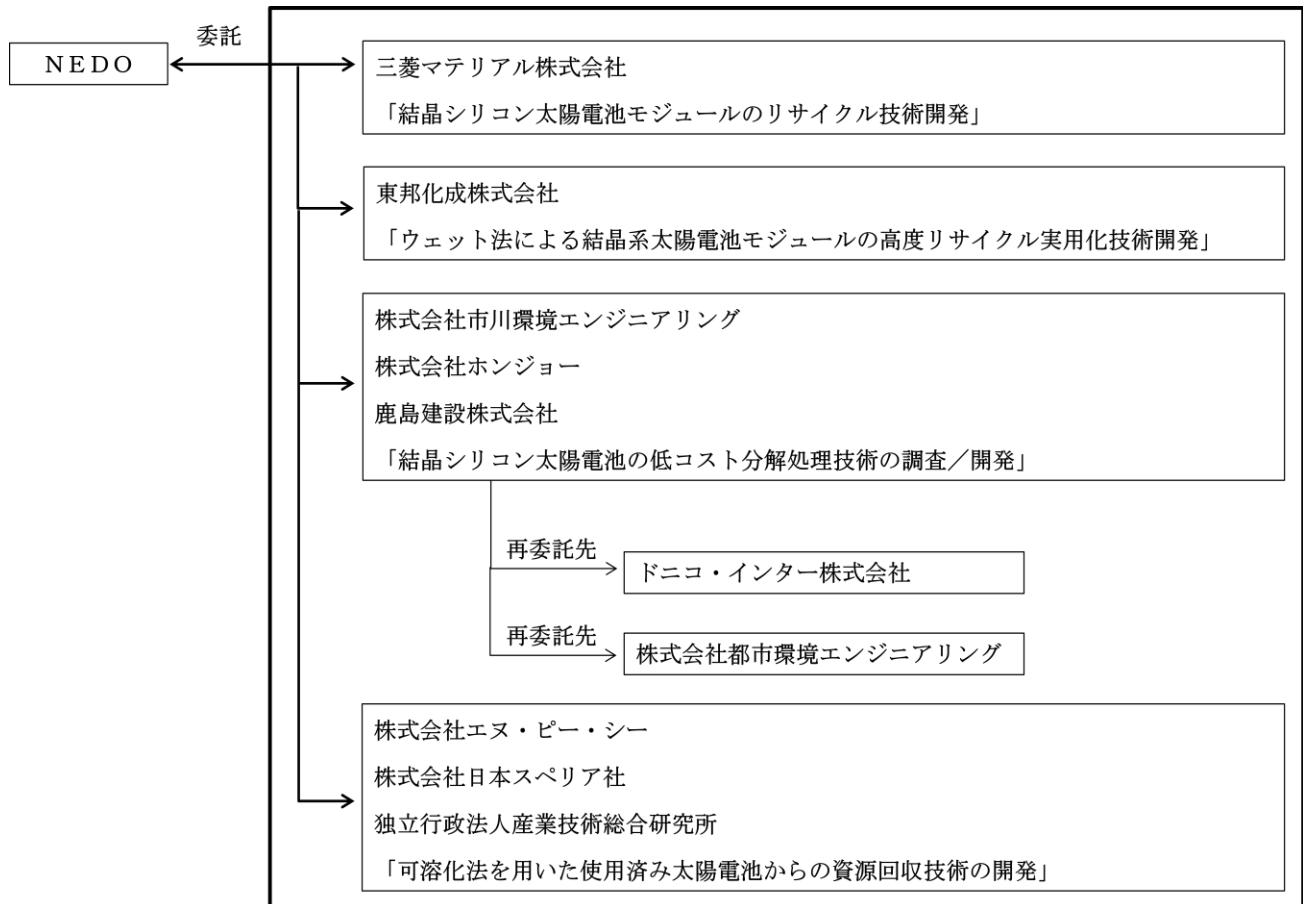 委託
NEDO
三菱マテリアル株式会社
「結晶シリコン太陽電池モジュールのリサイクル技術開発」
東邦化成株式会社
「ウェット法による結晶系太陽電池モジュールの高度リサイクル実用化技術開発」
株式会社市川環境エンジニアリング
株式会社ホンジョー
鹿島建設株式会社
「結晶シリコン太陽電池の低コスト分解処理技術の調査／開発」
再委託先
ドニコ・インター株式会社
再委託先
株式会社都市環境エンジニアリング
株式会社エヌ・ピー・シー
株式会社日本スペリア社
独立行政法人産業技術総合研究所
「可溶化法を用いた使用済み太陽電池からの資源回収技術の開発」